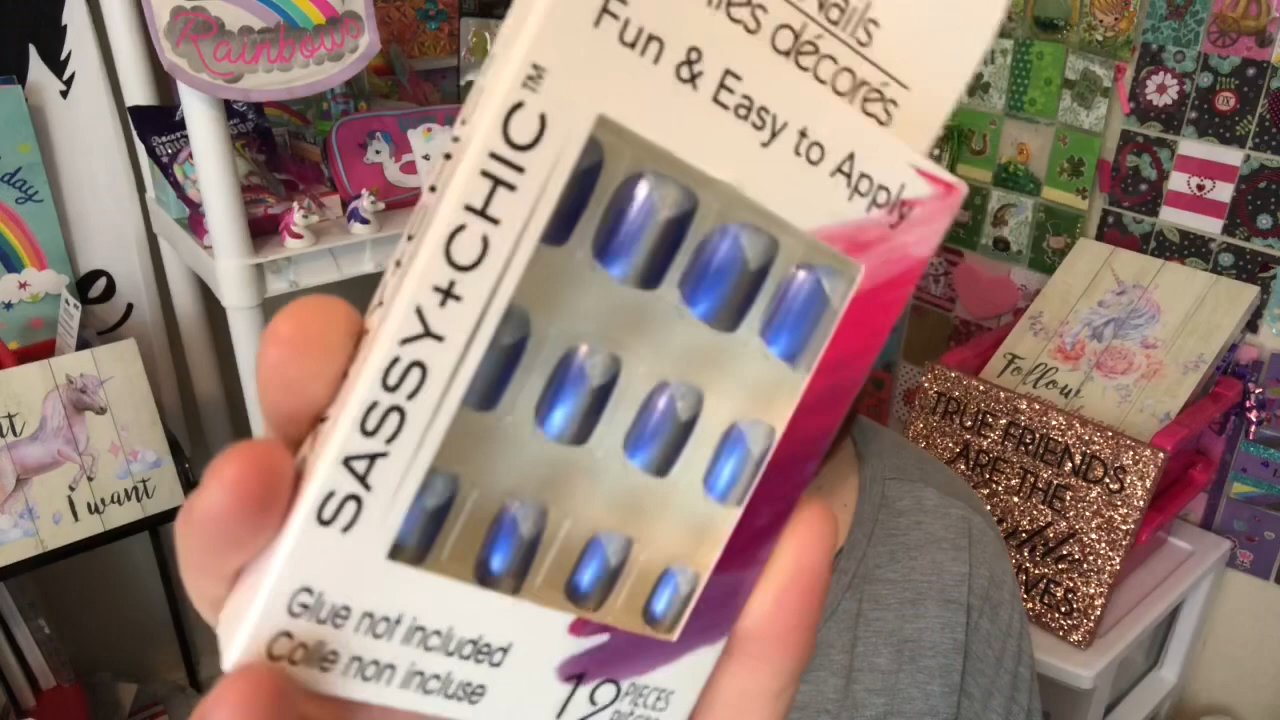 Nails
décorés
Fun & Easy to Apply
SASSY+CHIC™
Glue not included
Colle non incluse
12 PIECES
Rainbow
day
I want
Follow
TRUE FRIENDS
ARE THE